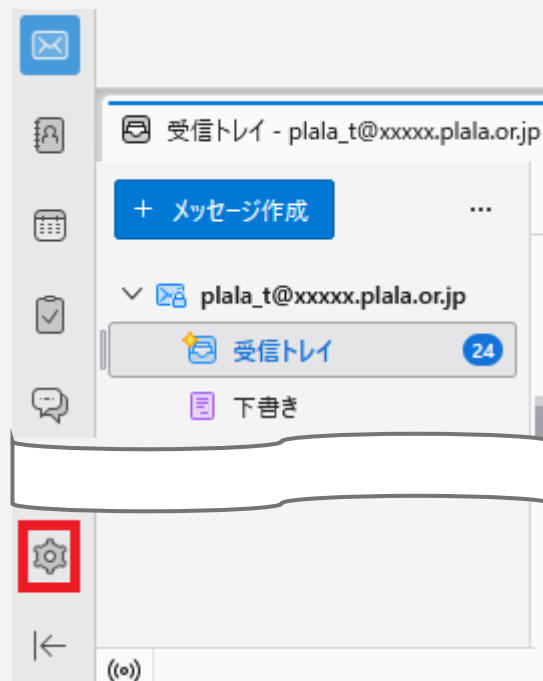 受信トレイ - plala_t@xxxxx.plala.or.jp
+ メッセージ作成 ...
plala_t@xxxxx.plala.or.jp
受信トレイ 24
下書き